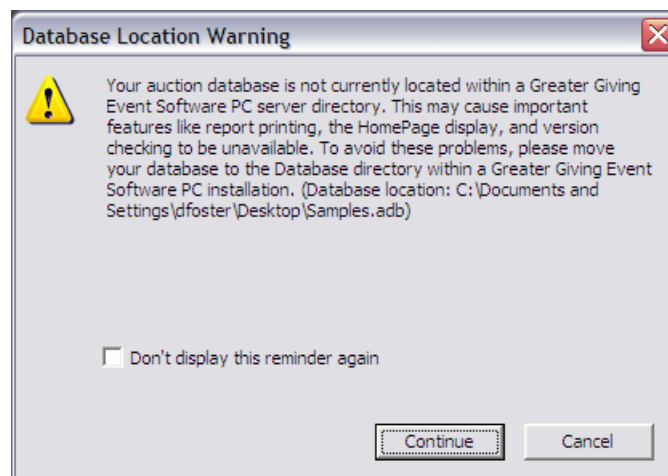 Database Location Warning
Your auction database is not currently located within a Greater Giving
Event Software PC server directory. This may cause important
features like report printing, the HomePage display, and version
checking to be unavailable. To avoid these problems, please move
your database to the Database directory within a Greater Giving Event
Software PC installation. (Database location: C:\Documents and
Settings\dfoster\Desktop\Samples.adb)
Don't display this reminder again
Continue
Cancel